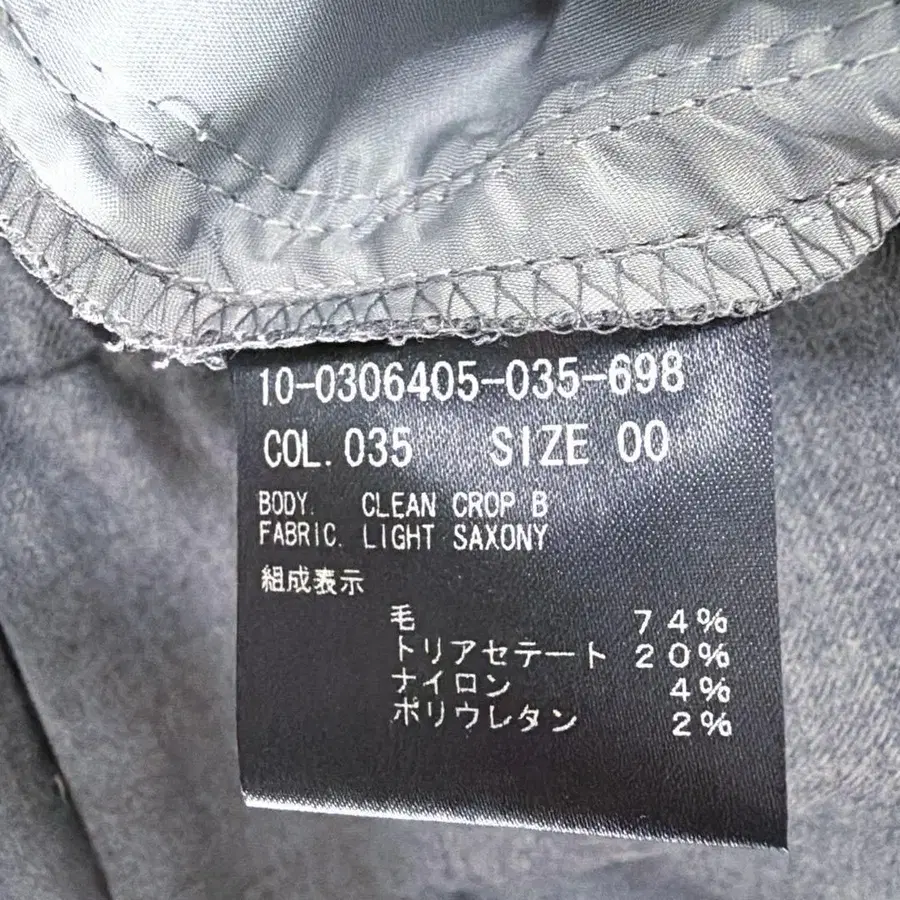 10-0306405-035-698
COL.035 SIZE 00
BODY. CLEAN CROP B
FABRIC. LIGHT SAXONY
組成表示
毛 74%
トリアセテート 20%
ナイロン 4%
ポリウレタン 2%